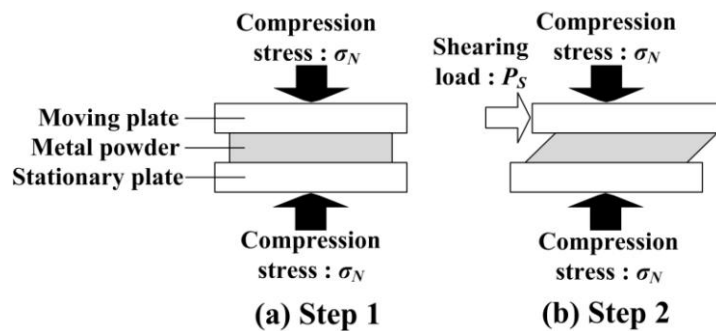 Compression
stress : σN
Moving plate
Metal powder
Stationary plate
Compression
stress : σN
(a) Step 1
Compression
stress : σN
Shearing
load : PS
Compression
stress : σN
(b) Step 2